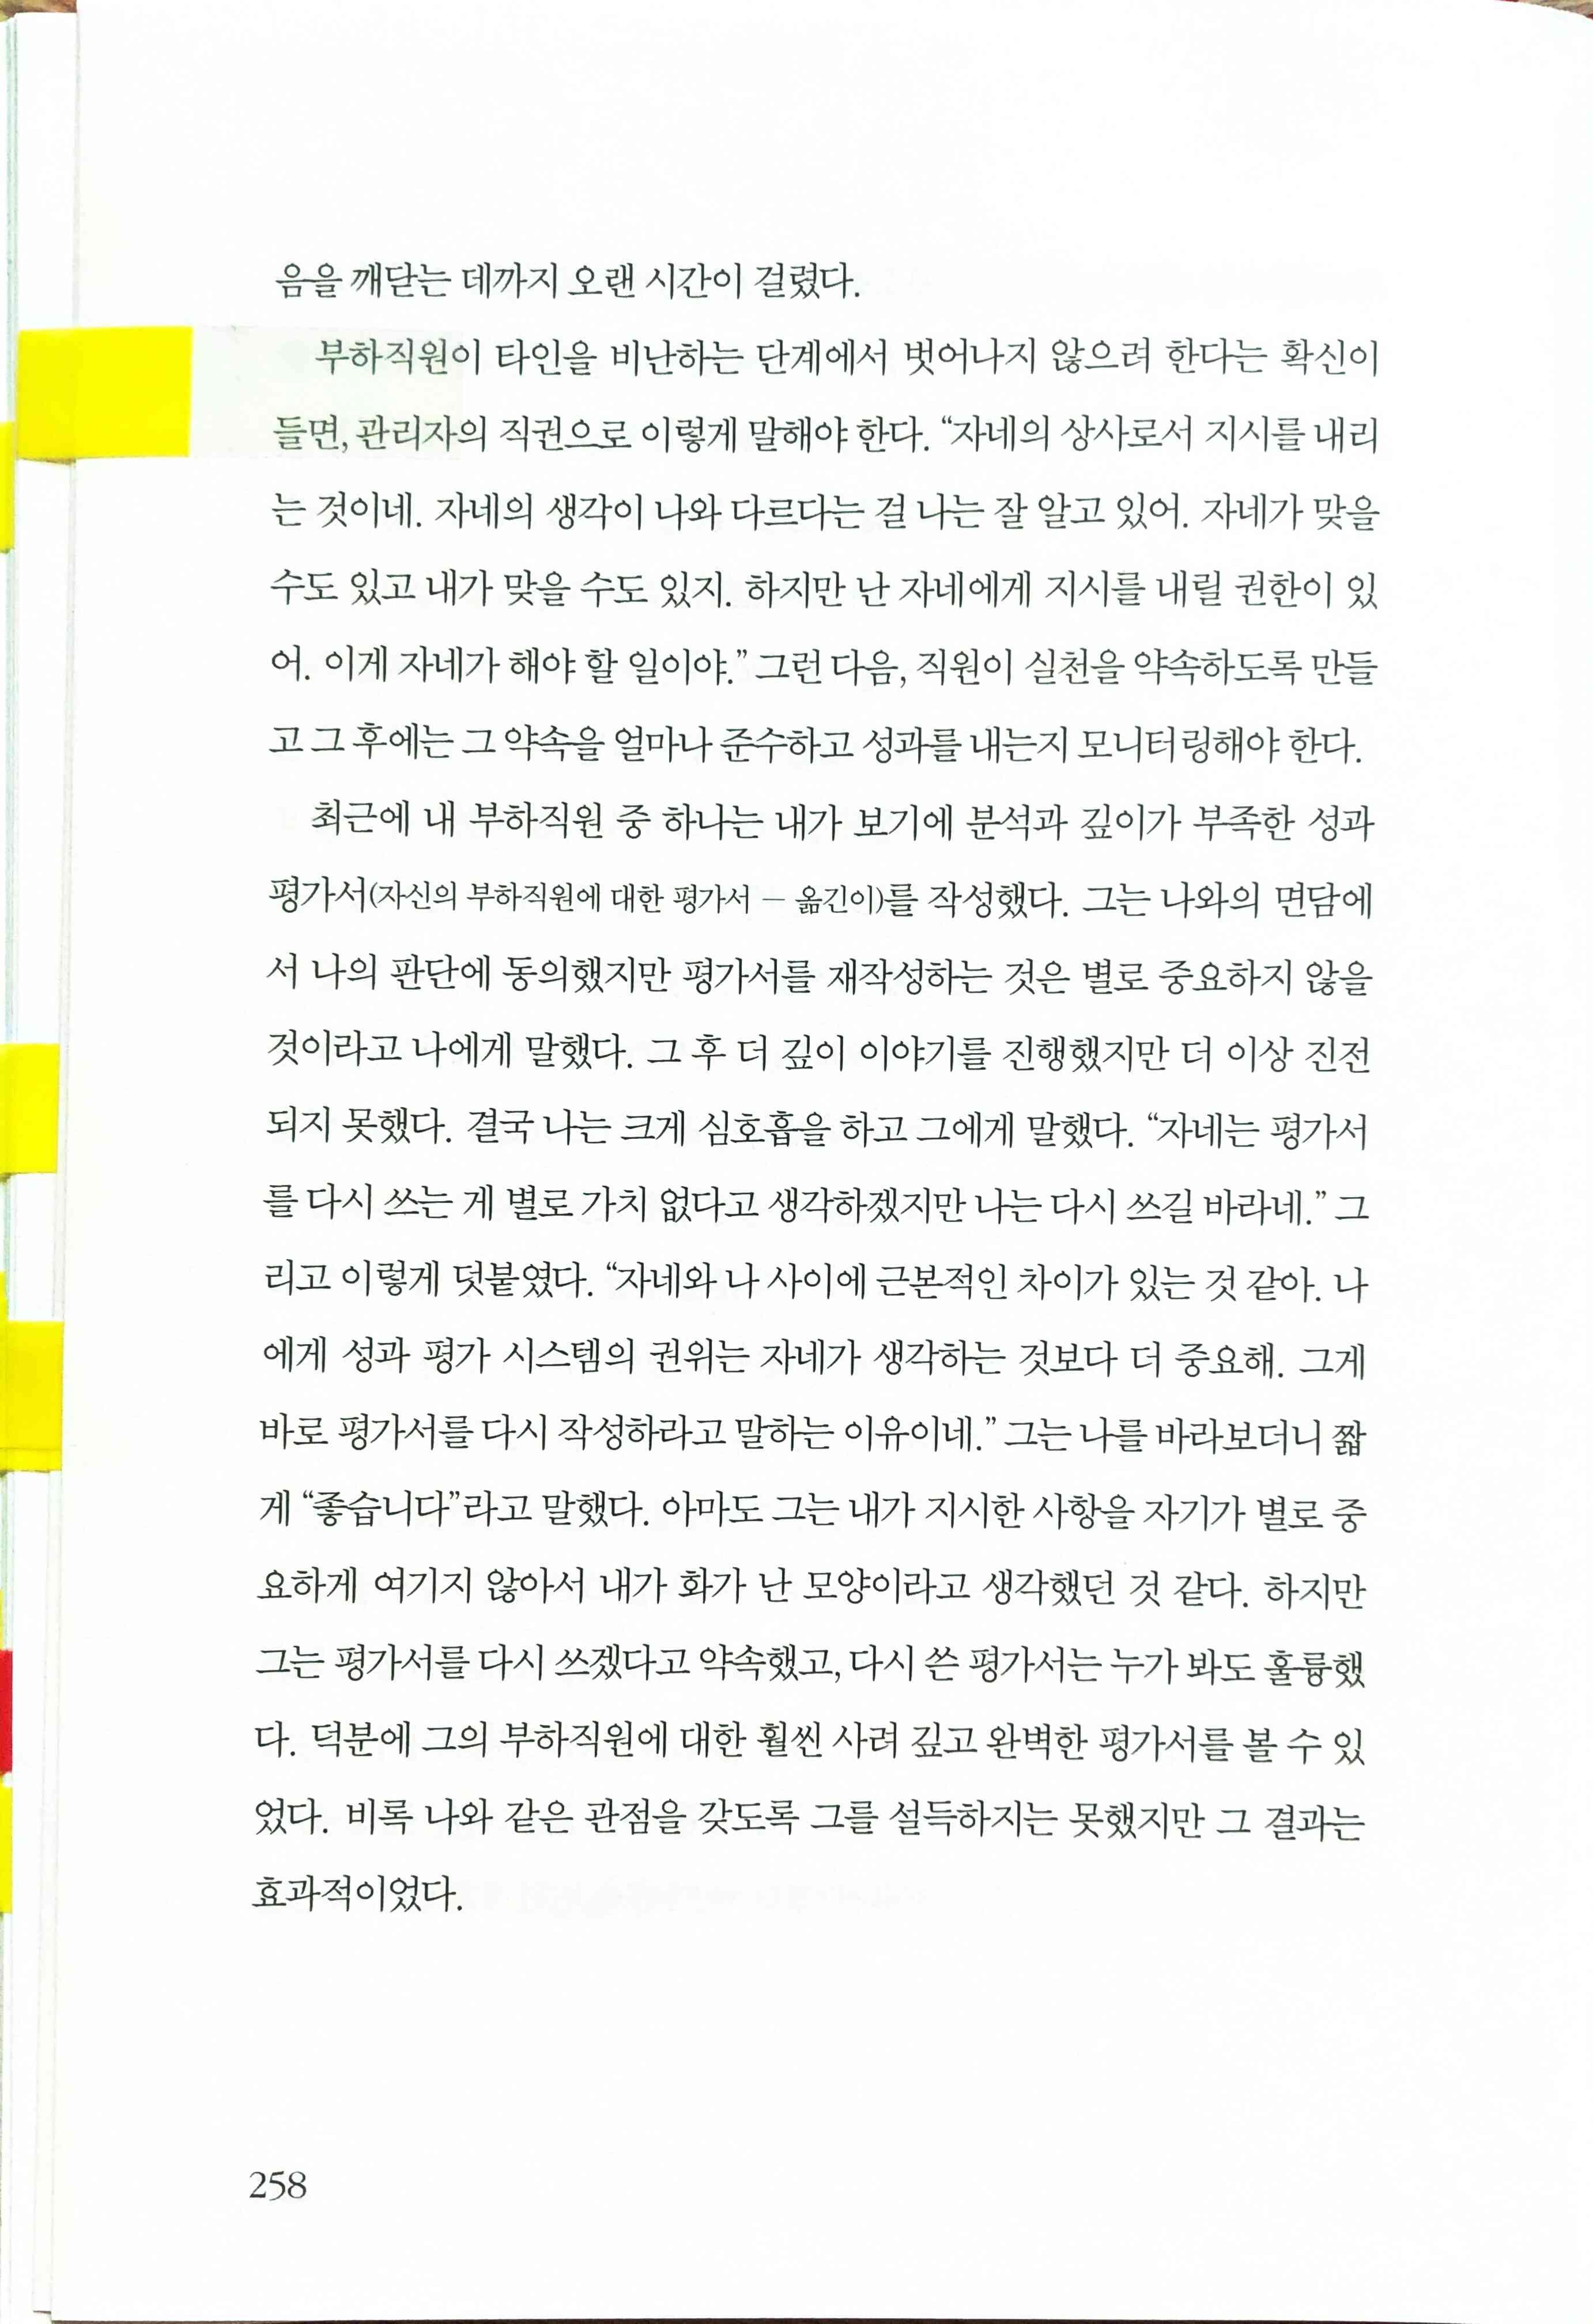 음을 깨닫는 데까지 오랜 시간이 걸렸다.
부하직원이 타인을 비난하는 단계에서 벗어나지 않으려 한다는 확신이
들면, 관리자의 직권으로 이렇게 말해야 한다. “자네의 상사로서 지시를 내리
는 것이네. 자네의 생각이 나와 다르다는 걸 나는 잘 알고 있어. 자네가 맞을
수도 있고 내가 맞을 수도 있지. 하지만 난 자네에게 지시를 내릴 권한이 있
어. 이게 자네가 해야 할 일이야.” 그런 다음, 직원이 실천을 약속하도록 만들
고 그 후에는 그 약속을 얼마나 준수하고 성과를 내는지 모니터링해야 한다.
최근에 내 부하직원 중 하나는 내가 보기에 분석과 깊이가 부족한 성과
평가서(자신의 부하직원에 대한 평가서 – 옮긴이)를 작성했다. 그는 나와의 면담에
서 나의 판단에 동의했지만 평가서를 재작성하는 것은 별로 중요하지 않을
것이라고 나에게 말했다. 그 후 더 깊이 이야기를 진행했지만 더 이상 진전
되지 못했다. 결국 나는 크게 심호흡을 하고 그에게 말했다. “자네는 평가서
를 다시 쓰는 게 별로 가치 없다고 생각하겠지만 나는 다시 쓰길 바라네.” 그
리고 이렇게 덧붙였다. “자네와 나 사이에 근본적인 차이가 있는 것 같아. 나
에게 성과 평가 시스템의 권위는 자네가 생각하는 것보다 더 중요해. 그게
바로 평가서를 다시 작성하라고 말하는 이유이네.” 그는 나를 바라보더니 짧
게 “좋습니다”라고 말했다. 아마도 그는 내가 지시한 사항을 자기가 별로 중
요하게 여기지 않아서 내가 화가 난 모양이라고 생각했던 것 같다. 하지만
그는 평가서를 다시 쓰겠다고 약속했고, 다시 쓴 평가서는 누가 봐도 훌륭했
다. 덕분에 그의 부하직원에 대한 훨씬 사려 깊고 완벽한 평가서를 볼 수 있
었다. 비록 나와 같은 관점을 갖도록 그를 설득하지는 못했지만 그 결과는
효과적이었다.
258